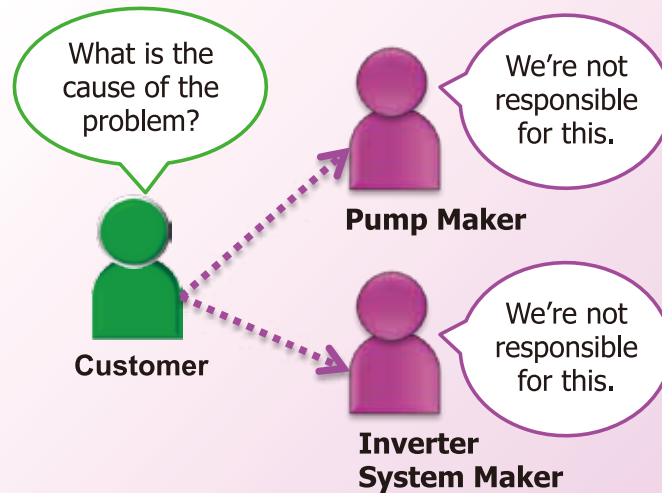 What is the
cause of the
problem?
We’re not
responsible
for this.
Pump Maker
Customer
We’re not
responsible
for this.
Inverter
System Maker